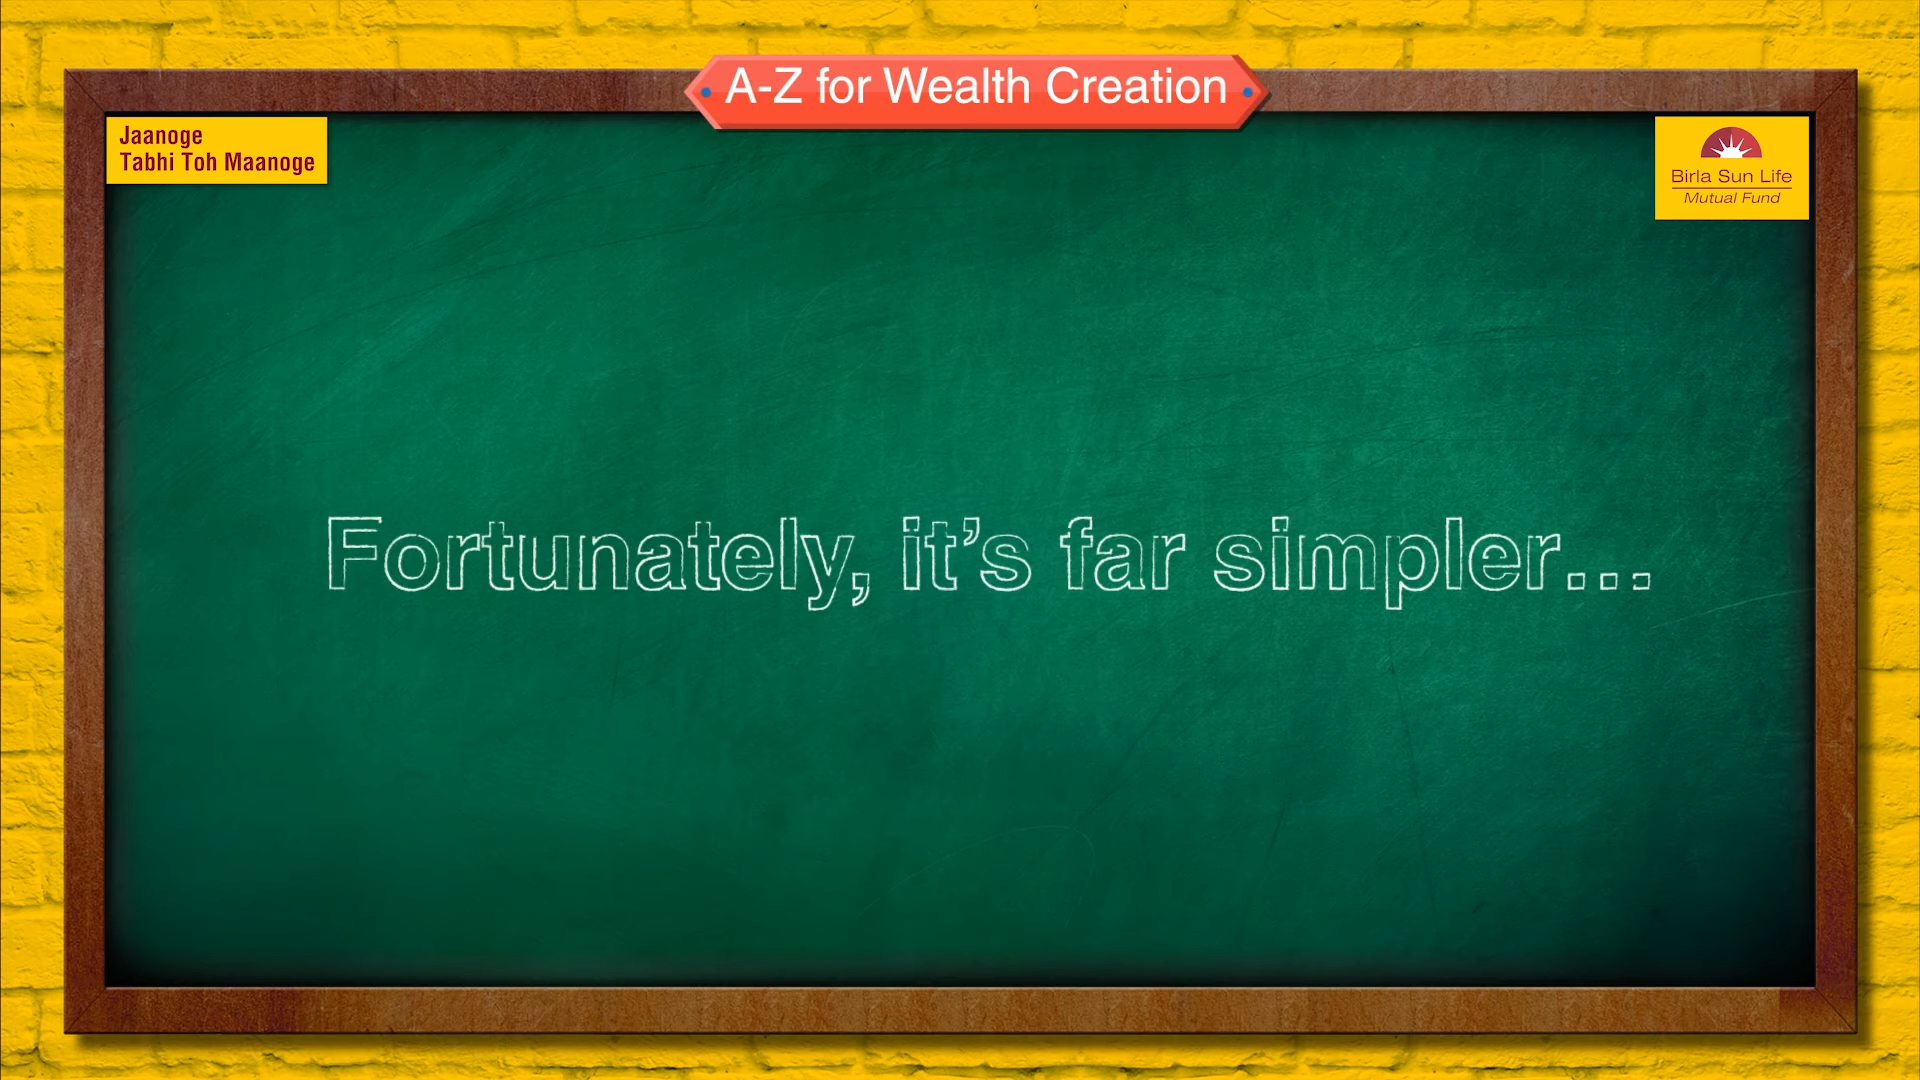 A-Z for Wealth Creation
Jaanoge
Tabhi Toh Maanoge
Birla Sun Life
Mutual Fund
Fortunately, it’s far simpler...